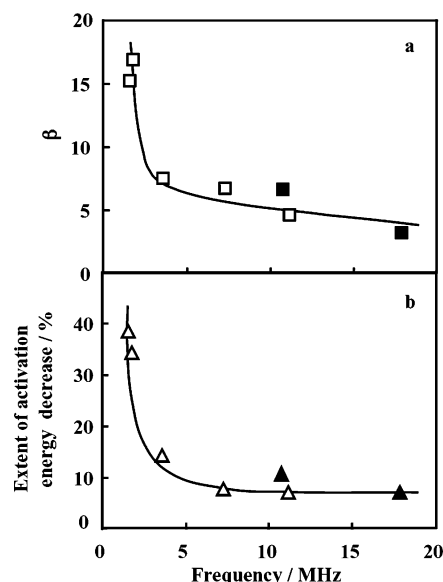 20
a
15
β
10
5
0
b
40
Extent of activation
energy decrease / %
30
20
10
0
0 5 10 15 20
Frequency / MHz